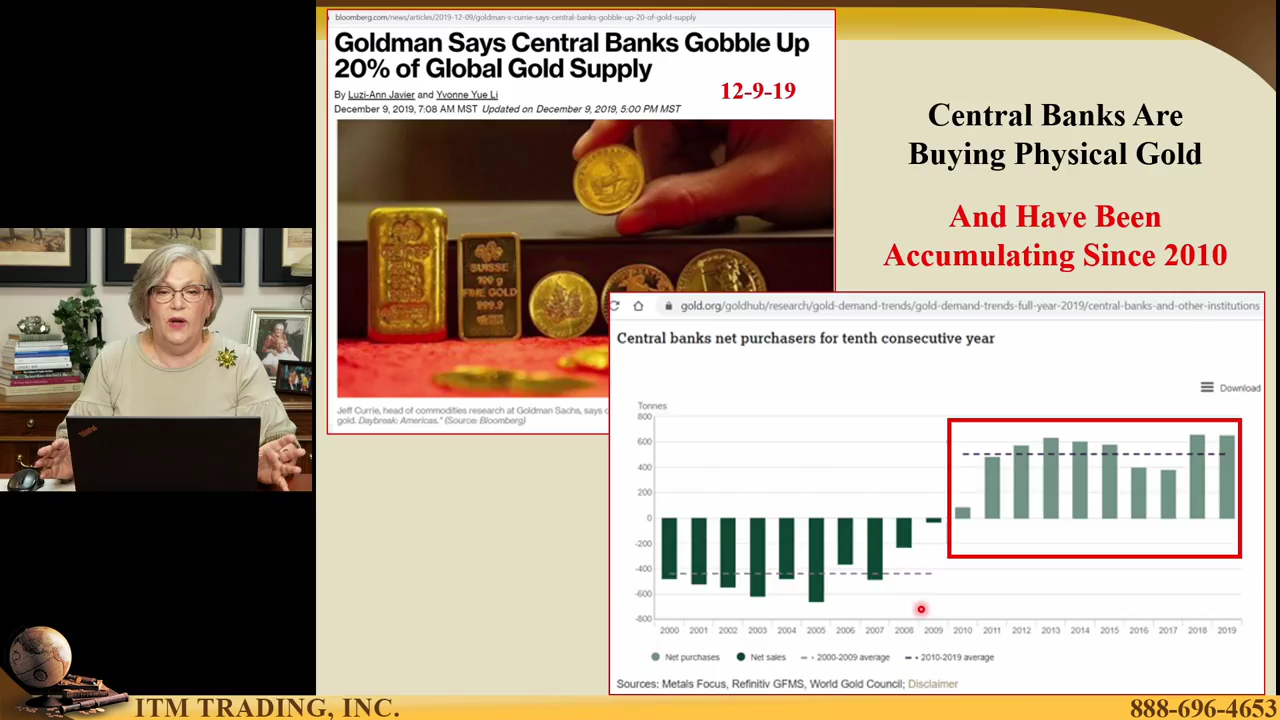 bloomberg.com/news/articles/2019-12-09/goldman-s-currie-says-central-banks-gobble-up-20-of-gold-supply
Goldman Says Central Banks Gobble Up
20% of Global Gold Supply
12-9-19
By Luzi-Ann Javier and Yvonne Yue Li
December 9, 2019, 7:08 AM MST Updated on December 9, 2019, 5:00 PM MST
SUISSE
100 g
FINE GOLD
999.9
Jeff Currie, head of commodities research at Goldman Sachs, says
gold. Daybreak: Americas." (Source: Bloomberg)
Central Banks Are
Buying Physical Gold
And Have Been
Accumulating Since 2010
gold.org/goldhub/research/gold-demand-trends/gold-demand-trends-full-year-2019/central-banks-and-other-institutions
Central banks net purchasers for tenth consecutive year
Download
Tonnes
800
600
400
200
0
-200
-400
-600
-800
2000 2001 2002 2003 2004 2005 2006 2007 2008 2009 2010 2011 2012 2013 2014 2015 2016 2017 2018 2019
Net purchases Net sales 2000-2009 average 2010-2019 average
Sources: Metals Focus, Refinitiv GFMS, World Gold Council; Disclaimer
ThinkPad
ITM TRADING, INC.
888-696-4653